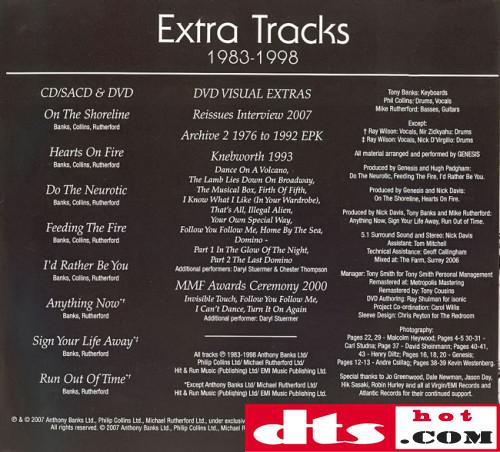 Extra Tracks
1983-1998
CD/SACD & DVD
On The Shoreline
Banks, Collins, Rutherford
Hearts On Fire
Banks, Collins, Rutherford
Do The Neurotic
Banks, Collins, Rutherford
Feeding The Fire
Banks, Collins, Rutherford
I'd Rather Be You
Banks, Collins, Rutherford
Anything Now*†
Banks, Rutherford
Sign Your Life Away*‡
Banks, Rutherford
Run Out Of Time*†
Banks, Rutherford
DVD VISUAL EXTRAS
Reissues Interview 2007
Archive 2 1976 to 1992 EPK
Knebworth 1993
Dance On A Volcano,
The Lamb Lies Down On Broadway,
The Musical Box, Firth Of Fifth,
I Know What I Like (In Your Wardrobe),
That's All, Illegal Alien,
Your Own Special Way,
Follow You Follow Me, Home By The Sea,
Domino -
Part 1 In The Glow Of The Night,
Part 2 The Last Domino
Additional performers: Daryl Stuermer & Chester Thompson
MMF Awards Ceremony 2000
Invisible Touch, Follow You Follow Me,
I Can't Dance, Turn It On Again
Additional performer: Daryl Stuermer
All tracks ℗ 1983-1998 Anthony Banks Ltd/
Philip Collins Ltd/ Michael Rutherford Ltd/
Hit & Run Music (Publishing) Ltd/ EMI Music Publishing Ltd.
*Except Anthony Banks Ltd/ Michael Rutherford Ltd/
Hit & Run Music (Publishing) Ltd/ EMI Music Publishing Ltd.
Tony Banks: Keyboards
Phil Collins: Drums, Vocals
Mike Rutherford: Basses, Guitars
Except:
† Ray Wilson: Vocals, Nir Zidkyahu: Drums
‡ Ray Wilson: Vocals, Nick D'Virgilio: Drums
All material arranged and performed by GENESIS
Produced by Genesis and Hugh Padgham:
Do The Neurotic, Feeding The Fire, I'd Rather Be You.
Produced by Genesis and Nick Davis:
On The Shoreline, Hearts On Fire.
Produced by Nick Davis, Tony Banks and Mike Rutherford:
Anything Now, Sign Your Life Away, Run Out Of Time.
5.1 Surround Sound and Stereo: Nick Davis
Assistant: Tom Mitchell
Technical Assistance: Geoff Callingham
Mixed at: The Farm, Surrey 2006
Manager: Tony Smith for Tony Smith Personal Management
Remastered at: Metropolis Mastering
Remastered by: Tony Cousins
DVD Authoring: Ray Shulman for isonic
Project Co-ordination: Carol Willis
Sleeve Design: Chris Peyton for The Redroom
Photography:
Pages 22, 29 - Malcolm Heywood; Pages 4-5 30-31 -
Carl Studna; Page 37 - David Scheinmann; Pages 40-41,
43 - Henry Diltz; Pages 16, 18, 20 - Genesis;
Pages 12-13 - Andre Csillag; Pages 38-39 Kevin Westenberg.
Special thanks to Jo Greenwood, Dale Newman, Jason Day,
Hik Sasaki, Robin Hurley and all at Virgin/EMI Records and
Atlantic Records for their continued support.
℗ & © 2007 Anthony Banks Ltd., Philip Collins Ltd., Michael Rutherford Ltd., under exclusive
All rights reserved. © 2007 Anthony Banks Ltd., Philip Collins Ltd., Michael
dts
hot
.COM